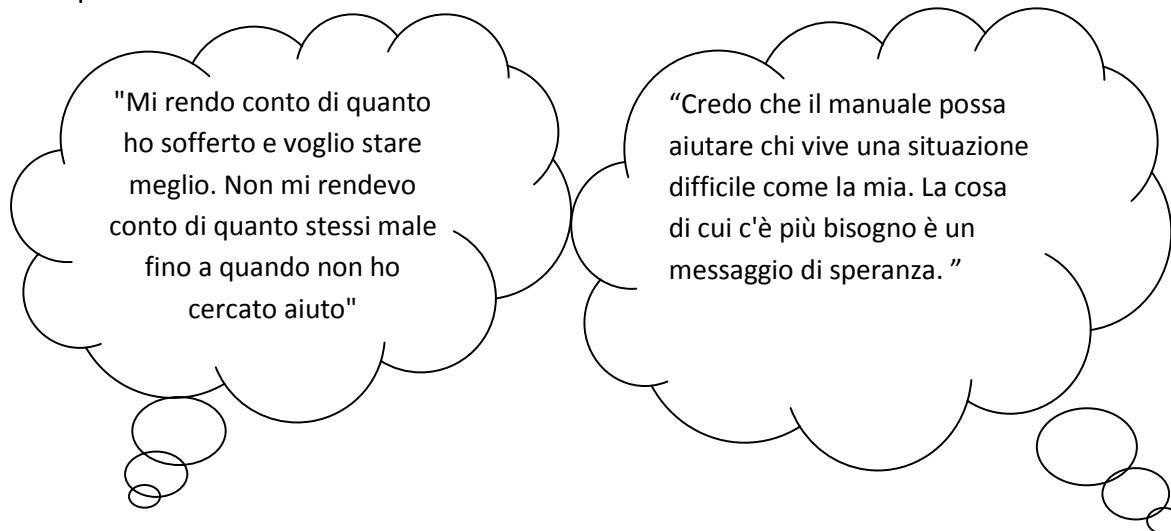 "Mi rendo conto di quanto
ho sofferto e voglio stare
meglio. Non mi rendevo
conto di quanto stessi male
fino a quando non ho
cercato aiuto"
“Credo che il manuale possa
aiutare chi vive una situazione
difficile come la mia. La cosa
di cui c'è più bisogno è un
messaggio di speranza. ”